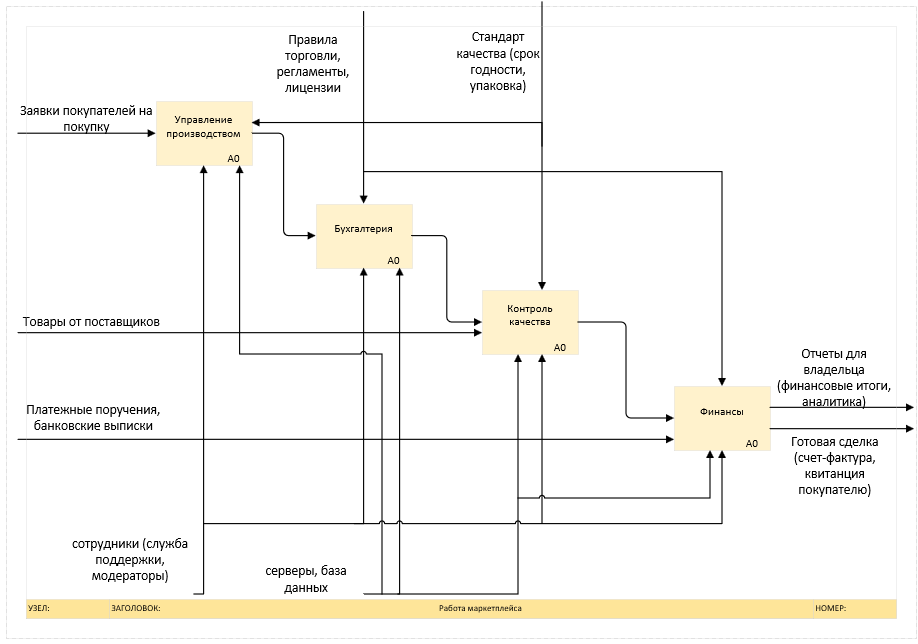 Правила
торговли,
регламенты,
лицензии
Стандарт
качества (срок
годности,
упаковка)
Заявки покупателей на
покупку
Управление
производством
A0
Бухгалтерия
A0
Контроль
качества
A0
Товары от поставщиков
Отчеты для
владельца
(финансовые итоги,
аналитика)
Платежные поручения,
банковские выписки
Финансы
A0
Готовая сделка
(счет-фактура,
квитанция
покупателю)
сотрудники (служба
поддержки,
модераторы)
серверы, база
данных
УЗЕЛ: ЗАГОЛОВОК: Работа маркетплейса НОМЕР: